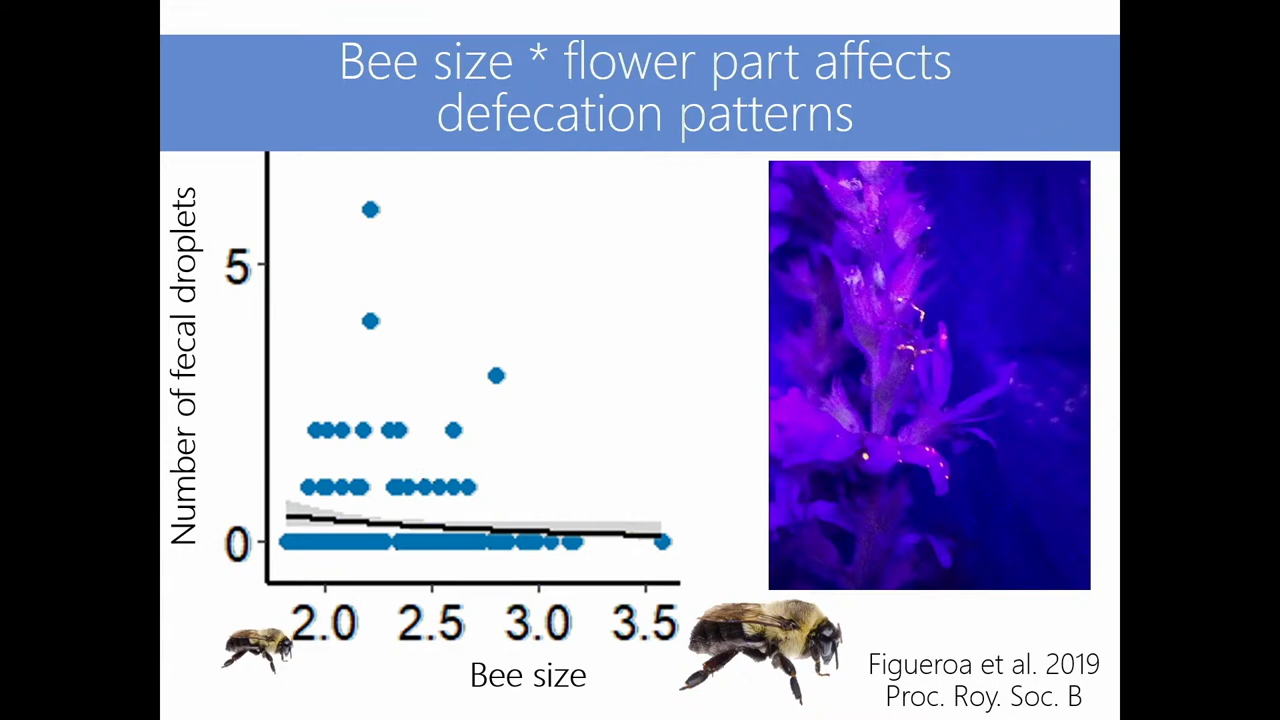 Bee size * flower part affects
defecation patterns
Number of fecal droplets
5
0
2.0 2.5 3.0 3.5
Bee size
Figueroa et al. 2019
Proc. Roy. Soc. B